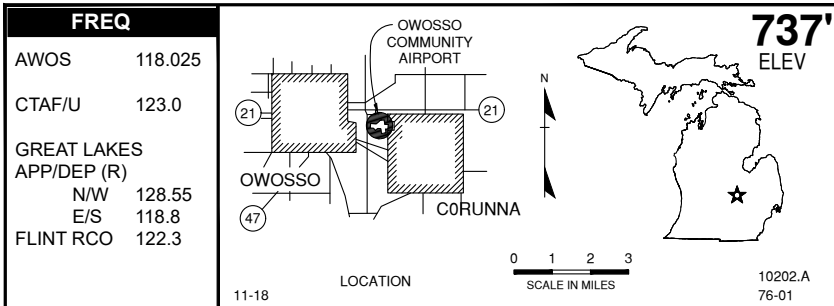 FREQ
AWOS 118.025
CTAF/U 123.0
GREAT LAKES
APP/DEP (R)
N/W 128.55
E/S 118.8
FLINT RCO 122.3
OWOSSO
COMMUNITY
AIRPORT
21
21
OWOSSO
47
C0RUNNA
LOCATION
11-18
N
0 1 2 3
SCALE IN MILES
737'
ELEV
10202.A
76-01